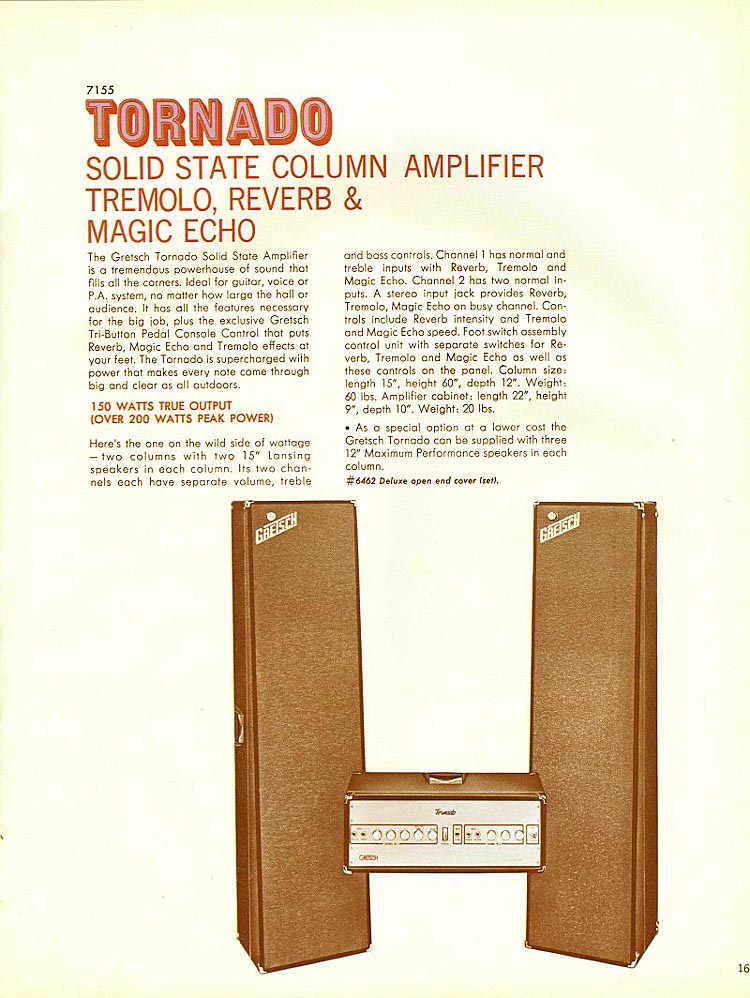 7155
TORNADO
SOLID STATE COLUMN AMPLIFIER
TREMOLO, REVERB &
MAGIC ECHO
The Gretsch Tornado Solid State Amplifier
is a tremendous powerhouse of sound that
fills all the corners. Ideal for guitar, voice or
P.A. system, no matter how large the hall or
audience. It has all the features necessary
for the big job, plus the exclusive Gretsch
Tri-Button Pedal Console Control that puts
Reverb, Magic Echo and Tremolo effects at
your feet. The Tornado is supercharged with
power that makes every note come through
big and clear as all outdoors.
150 WATTS TRUE OUTPUT
(OVER 200 WATTS PEAK POWER)
Here's the one on the wild side of wattage
— two columns with two 15" Lansing
speakers in each column. Its two chan-
nels each have separate volume, treble
and bass controls. Channel 1 has normal and
treble inputs with Reverb, Tremolo and
Magic Echo. Channel 2 has two normal in-
puts. A stereo input jack provides Reverb,
Tremolo, Magic Echo on busy channel. Con-
trols include Reverb intensity and Tremolo
and Magic Echo speed. Foot switch assembly
control unit with separate switches for Re-
verb, Tremolo and Magic Echo as well as
these controls on the panel. Column size:
length 15", height 60", depth 12". Weight:
60 lbs. Amplifier cabinet: length 22", height
9", depth 10". Weight: 20 lbs.
• As a special option at a lower cost the
Gretsch Tornado can be supplied with three
12" Maximum Performance speakers in each
column.
#6462 Deluxe open end cover (set).
GRETSCH
GRETSCH
Tornado
GRETSCH
16